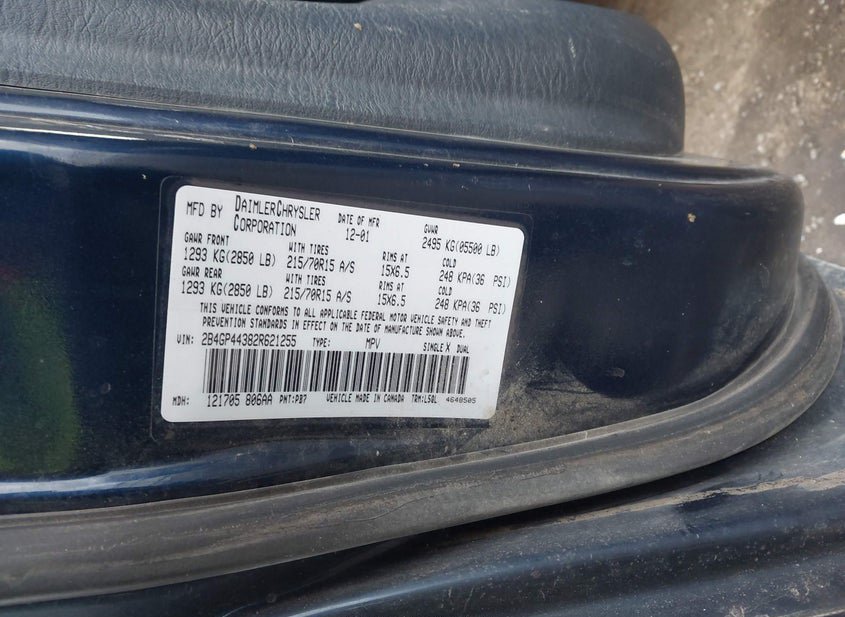 MFD BY DAIMLERCHRYSLER CORPORATION DATE OF MFR 12-01 GVWR 2495 KG(05500 LB)
GAWR FRONT WITH TIRES RIMS AT COLD
1293 KG(2850 LB) 215/70R15 A/S 15X6.5 248 KPA(36 PSI)
GAWR REAR WITH TIRES RIMS AT COLD
1293 KG(2850 LB) 215/70R15 A/S 15X6.5 248 KPA(36 PSI)
THIS VEHICLE CONFORMS TO ALL APPLICABLE FEDERAL MOTOR VEHICLE SAFETY AND THEFT
PREVENTION STANDARDS IN EFFECT ON THE DATE OF MANUFACTURE SHOWN ABOVE.
VIN: 2B4GP44382R621255 TYPE: MPV SINGLE X DUAL
MDH: 121705 806AA PNT:PB7 VEHICLE MADE IN CANADA TRM:L5QL 4648505